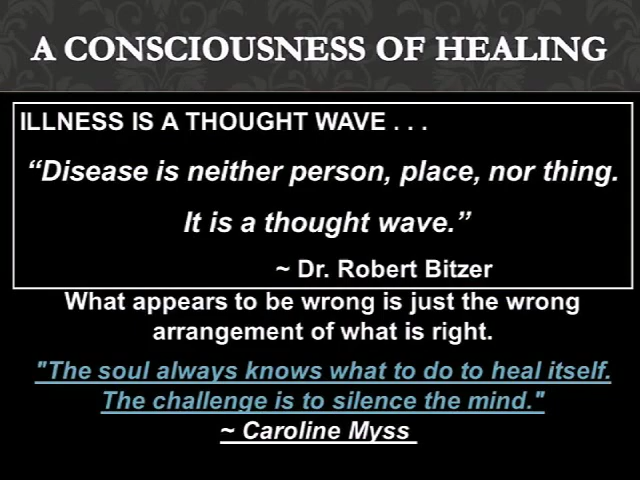 A CONSCIOUSNESS OF HEALING
ILLNESS IS A THOUGHT WAVE . . .
“Disease is neither person, place, nor thing.
It is a thought wave.”
~ Dr. Robert Bitzer
What appears to be wrong is just the wrong
arrangement of what is right.
"The soul always knows what to do to heal itself.
The challenge is to silence the mind."
~ Caroline Myss